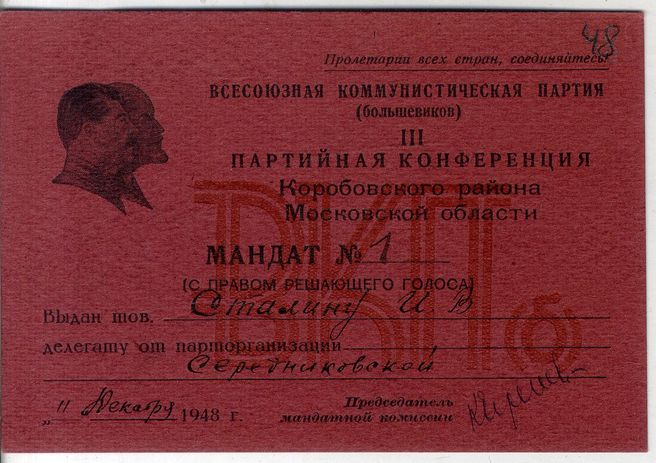 48
Пролетарии всех стран, соединяйтесь!
ВСЕСОЮЗНАЯ КОММУНИСТИЧЕСКАЯ ПАРТИЯ
(большевиков)
III
ПАРТИЙНАЯ КОНФЕРЕНЦИЯ
Коробовского района
Московской области
МАНДАТ № 1
(С ПРАВОМ РЕШАЮЩЕГО ГОЛОСА)
Выдан тов. Сталину И В
ВКП(б)
делегату от парторганизации
Середниковской
„11 Декабря 1948 г.
Председатель
мандатной комиссии